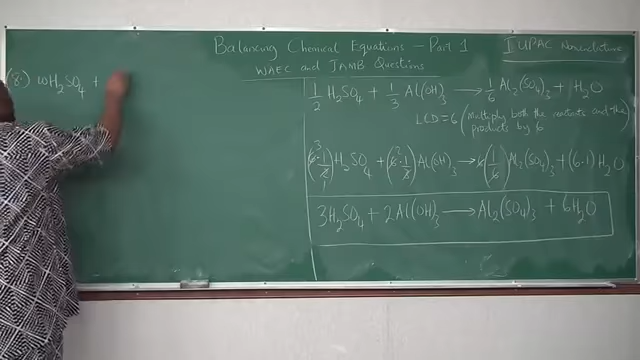 Balancing Chemical Equations - Part 1
IUPAC Nomenclature
WAEC and JAMB Questions
(8.) wH₂SO₄ +
1/2 H₂SO₄ + 1/3 Al(OH)₃ → 1/6 Al₂(SO₄)₃ + H₂O
LCD = 6 (multiply both the reactants and the
products by 6
(6·1/2) 3 H₂SO₄ + (6·1/3) 2 Al(OH)₃ → 6(1/6) Al₂(SO₄)₃ + (6·1) H₂O
3H₂SO₄ + 2Al(OH)₃ → Al₂(SO₄)₃ + 6H₂O